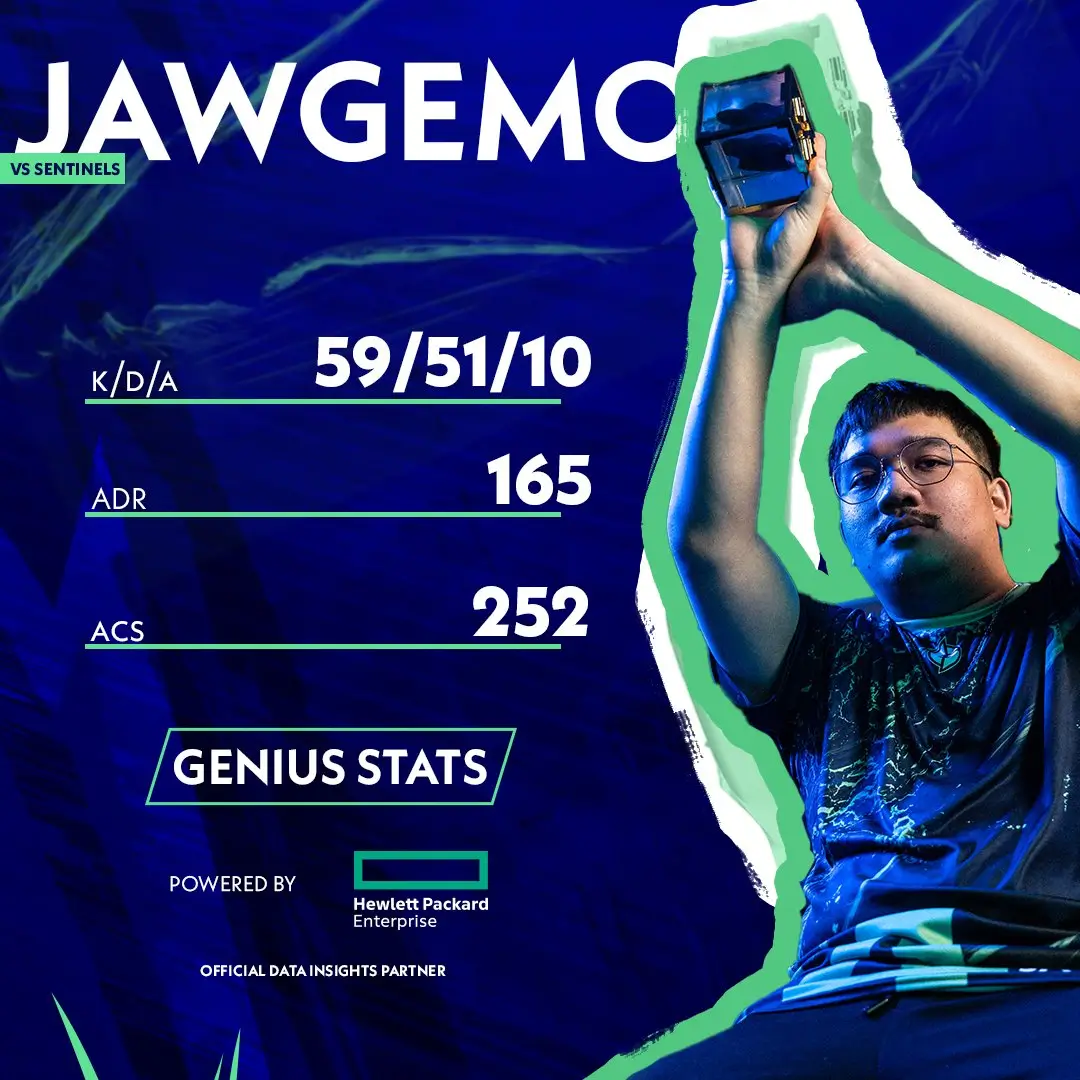 JAWGEMO
VS SENTINELS
K/D/A 59/51/10
ADR 165
ACS 252
GENIUS STATS
POWERED BY
Hewlett Packard
Enterprise
OFFICIAL DATA INSIGHTS PARTNER